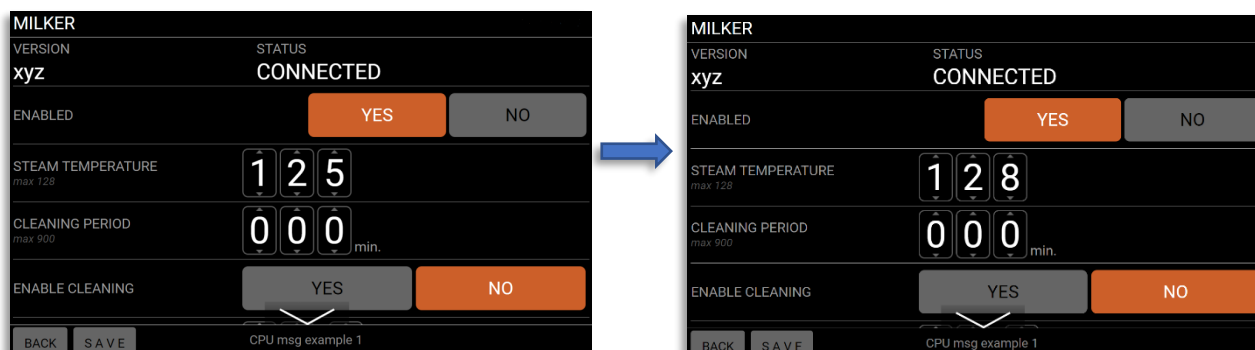 MILKER
VERSION STATUS
xyz CONNECTED
ENABLED YES NO
STEAM TEMPERATURE 1 2 5
max 128
CLEANING PERIOD 0 0 0 min.
max 900
ENABLE CLEANING YES NO
BACK S A V E CPU msg example 1
MILKER
VERSION STATUS
xyz CONNECTED
ENABLED YES NO
STEAM TEMPERATURE 1 2 8
max 128
CLEANING PERIOD 0 0 0 min.
max 900
ENABLE CLEANING YES NO
BACK S A V E CPU msg example 1